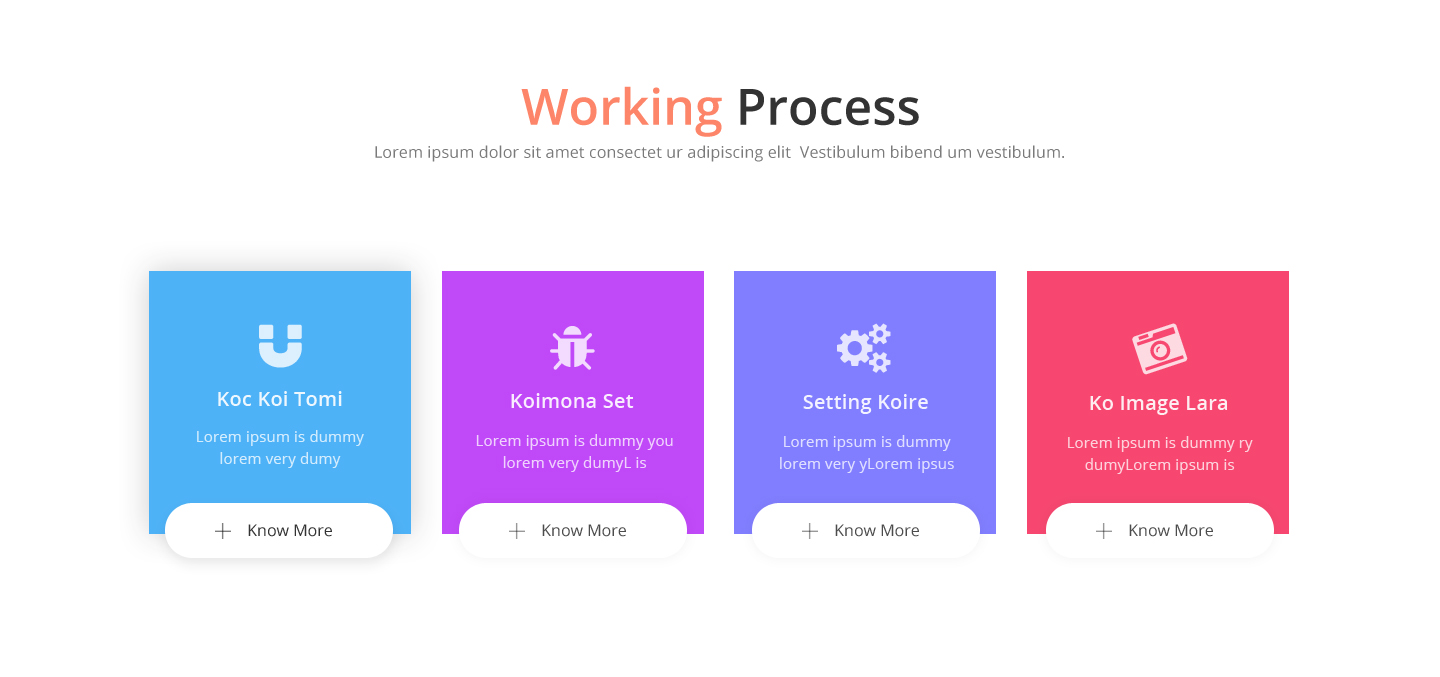 Working Process
Lorem ipsum dolor sit amet consectet ur adipiscing elit  Vestibulum bibend um vestibulum.
Koc Koi Tomi
Lorem ipsum is dummy
lorem very dumy
Know More
Koimona Set
Lorem ipsum is dummy you
lorem very dumyL is
Know More
Setting Koire
Lorem ipsum is dummy
lorem very yLorem ipsus
Know More
Ko Image Lara
Lorem ipsum is dummy ry
dumyLorem ipsum is
Know More